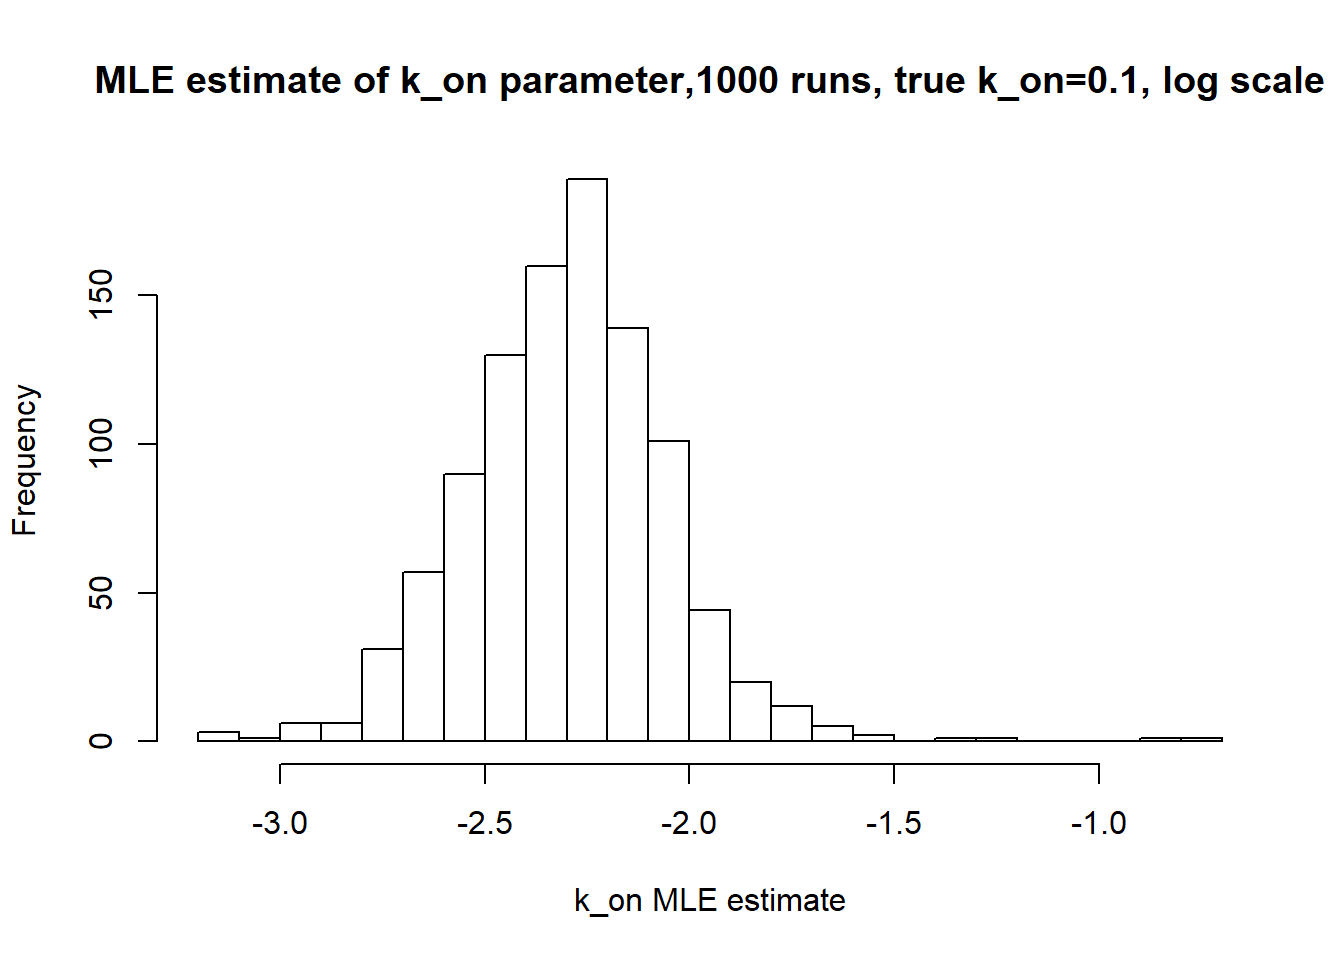 MLE estimate of k_on parameter,1000 runs, true k_on=0.1, log scale
150
100
50
0
Frequency
-3.0 -2.5 -2.0 -1.5 -1.0
k_on MLE estimate